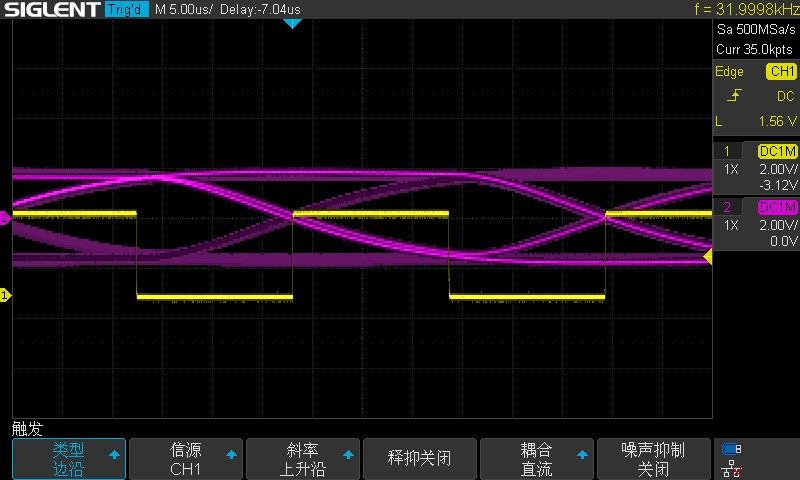 SIGLENT Trig'd M 5.00us/ Delay:-7.04us f = 31.9998kHz
Sa 500MSa/s
Curr 35.0kpts
Edge CH1
DC
L 1.56 V
1 DC1M
1X 2.00V/
-3.12V
2 DC1M
1X 2.00V/
0.0V
2
1
触发
类型
边沿
信源
CH1
斜率
上升沿
释抑关闭
耦合
直流
噪声抑制
关闭